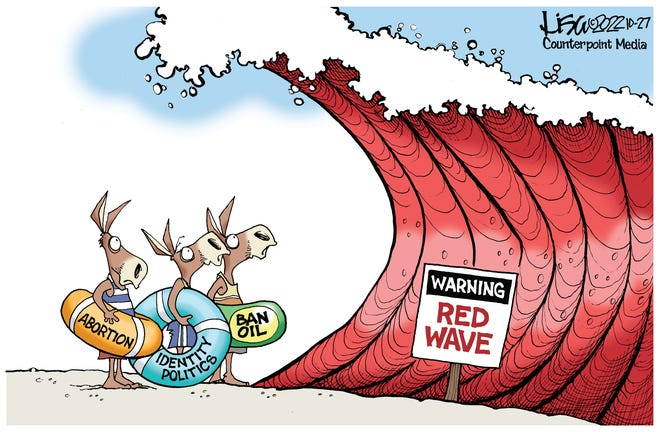 Lisa©2022 10-27
Counterpoint Media
ABORTION
IDENTITY
POLITICS
BAN
OIL
WARNING
RED
WAVE